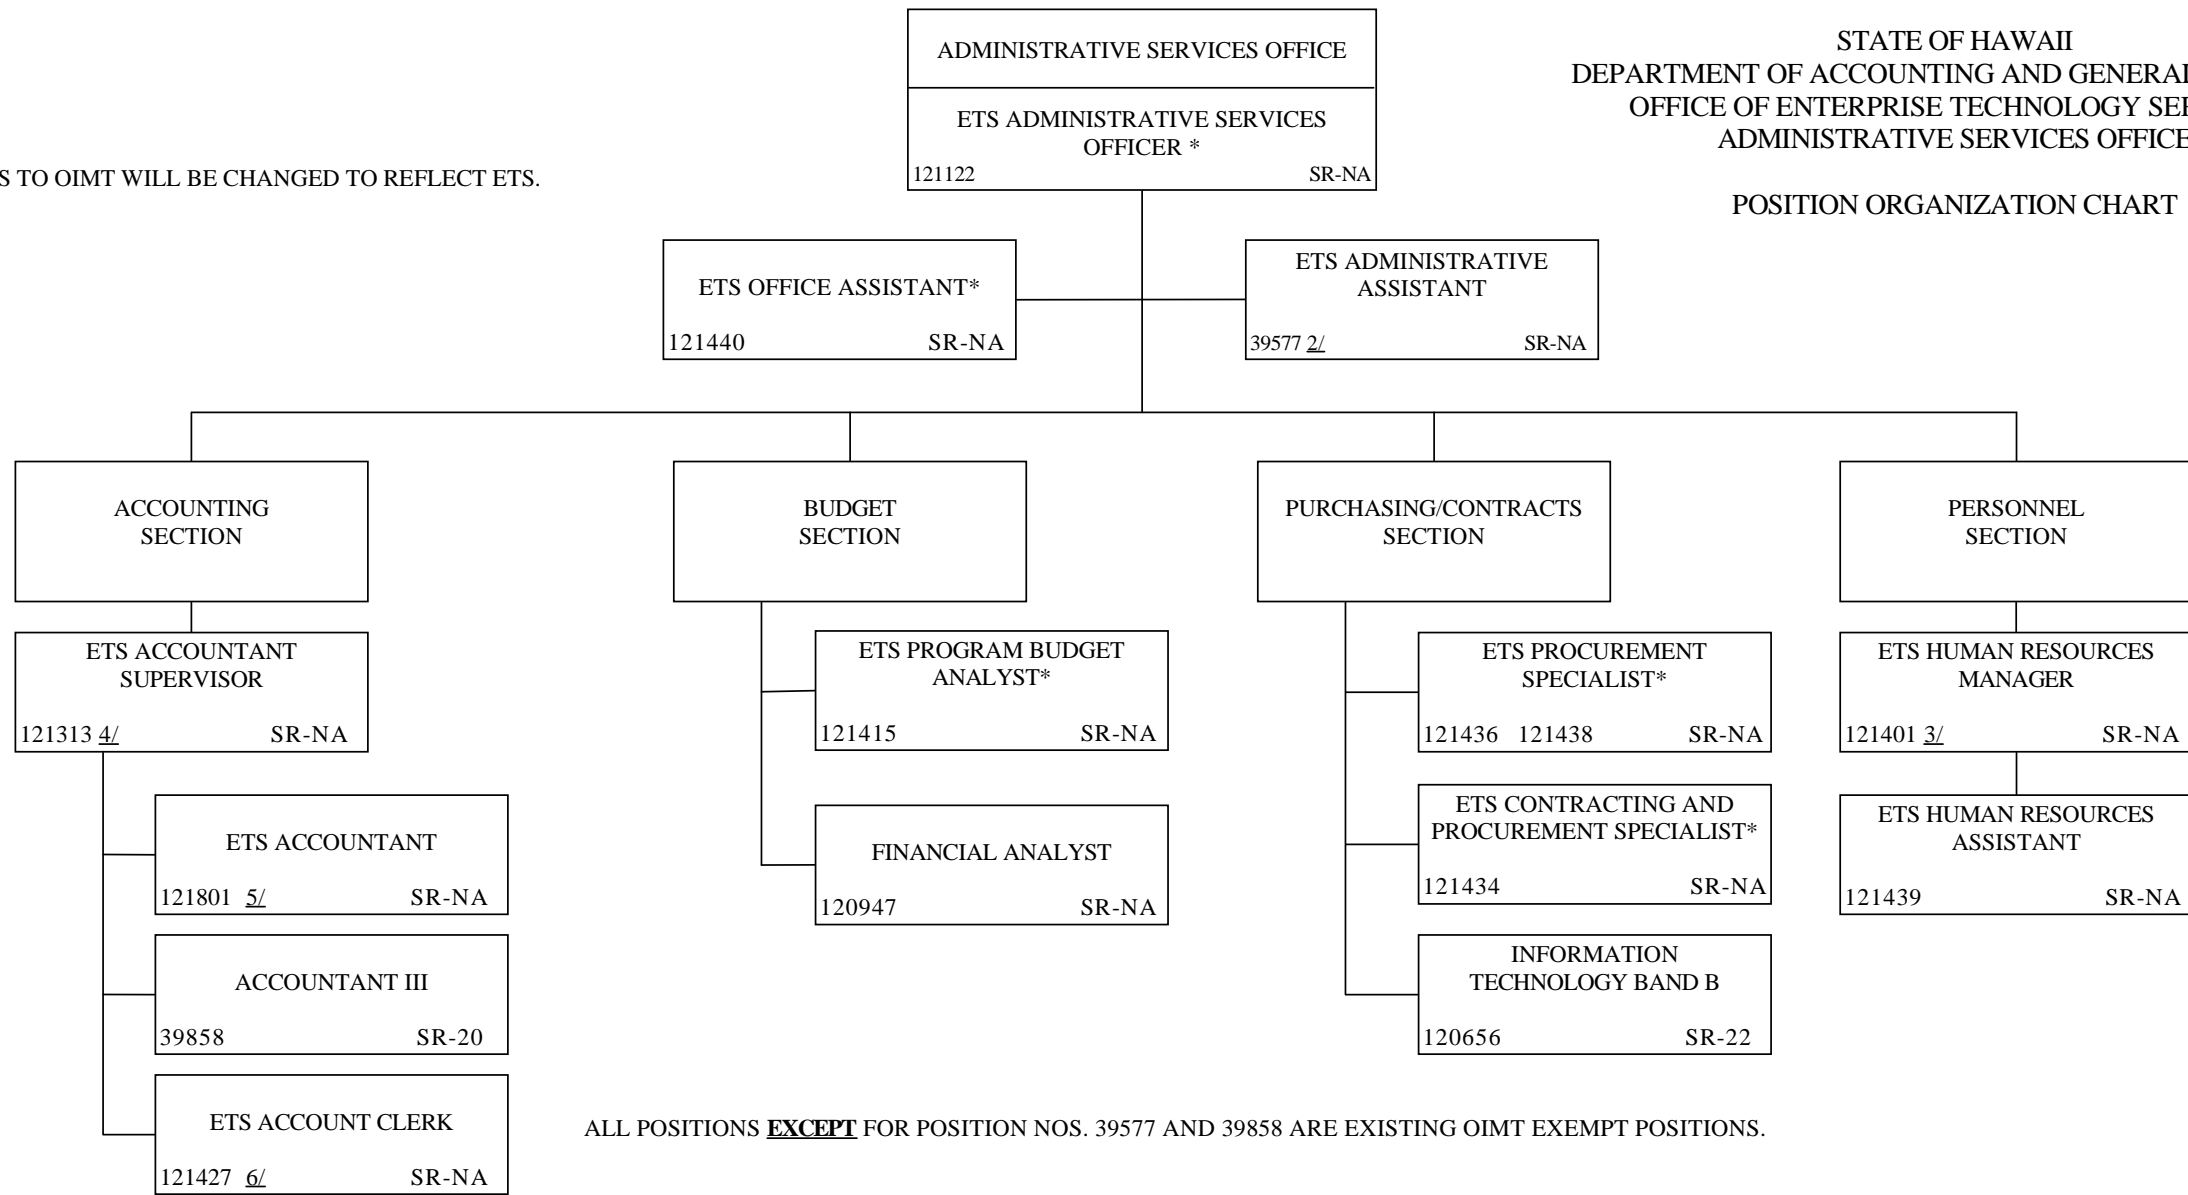 ADMINISTRATIVE SERVICES OFFICE
ETS ADMINISTRATIVE SERVICES
OFFICER *
121122 SR-NA
STATE OF HAWAII
DEPARTMENT OF ACCOUNTING AND GENERAL
OFFICE OF ENTERPRISE TECHNOLOGY SER
ADMINISTRATIVE SERVICES OFFICE
POSITION ORGANIZATION CHART
S TO OIMT WILL BE CHANGED TO REFLECT ETS.
ETS OFFICE ASSISTANT*
121440 SR-NA
ETS ADMINISTRATIVE
ASSISTANT
39577 2/ SR-NA
ACCOUNTING
SECTION
ETS ACCOUNTANT
SUPERVISOR
121313 4/ SR-NA
ETS ACCOUNTANT
121801 5/ SR-NA
ACCOUNTANT III
39858 SR-20
ETS ACCOUNT CLERK
121427 6/ SR-NA
BUDGET
SECTION
ETS PROGRAM BUDGET
ANALYST*
121415 SR-NA
FINANCIAL ANALYST
120947 SR-NA
PURCHASING/CONTRACTS
SECTION
ETS PROCUREMENT
SPECIALIST*
121436 121438 SR-NA
ETS CONTRACTING AND
PROCUREMENT SPECIALIST*
121434 SR-NA
INFORMATION
TECHNOLOGY BAND B
120656 SR-22
PERSONNEL
SECTION
ETS HUMAN RESOURCES
MANAGER
121401 3/ SR-NA
ETS HUMAN RESOURCES
ASSISTANT
121439 SR-NA
ALL POSITIONS EXCEPT FOR POSITION NOS. 39577 AND 39858 ARE EXISTING OIMT EXEMPT POSITIONS.